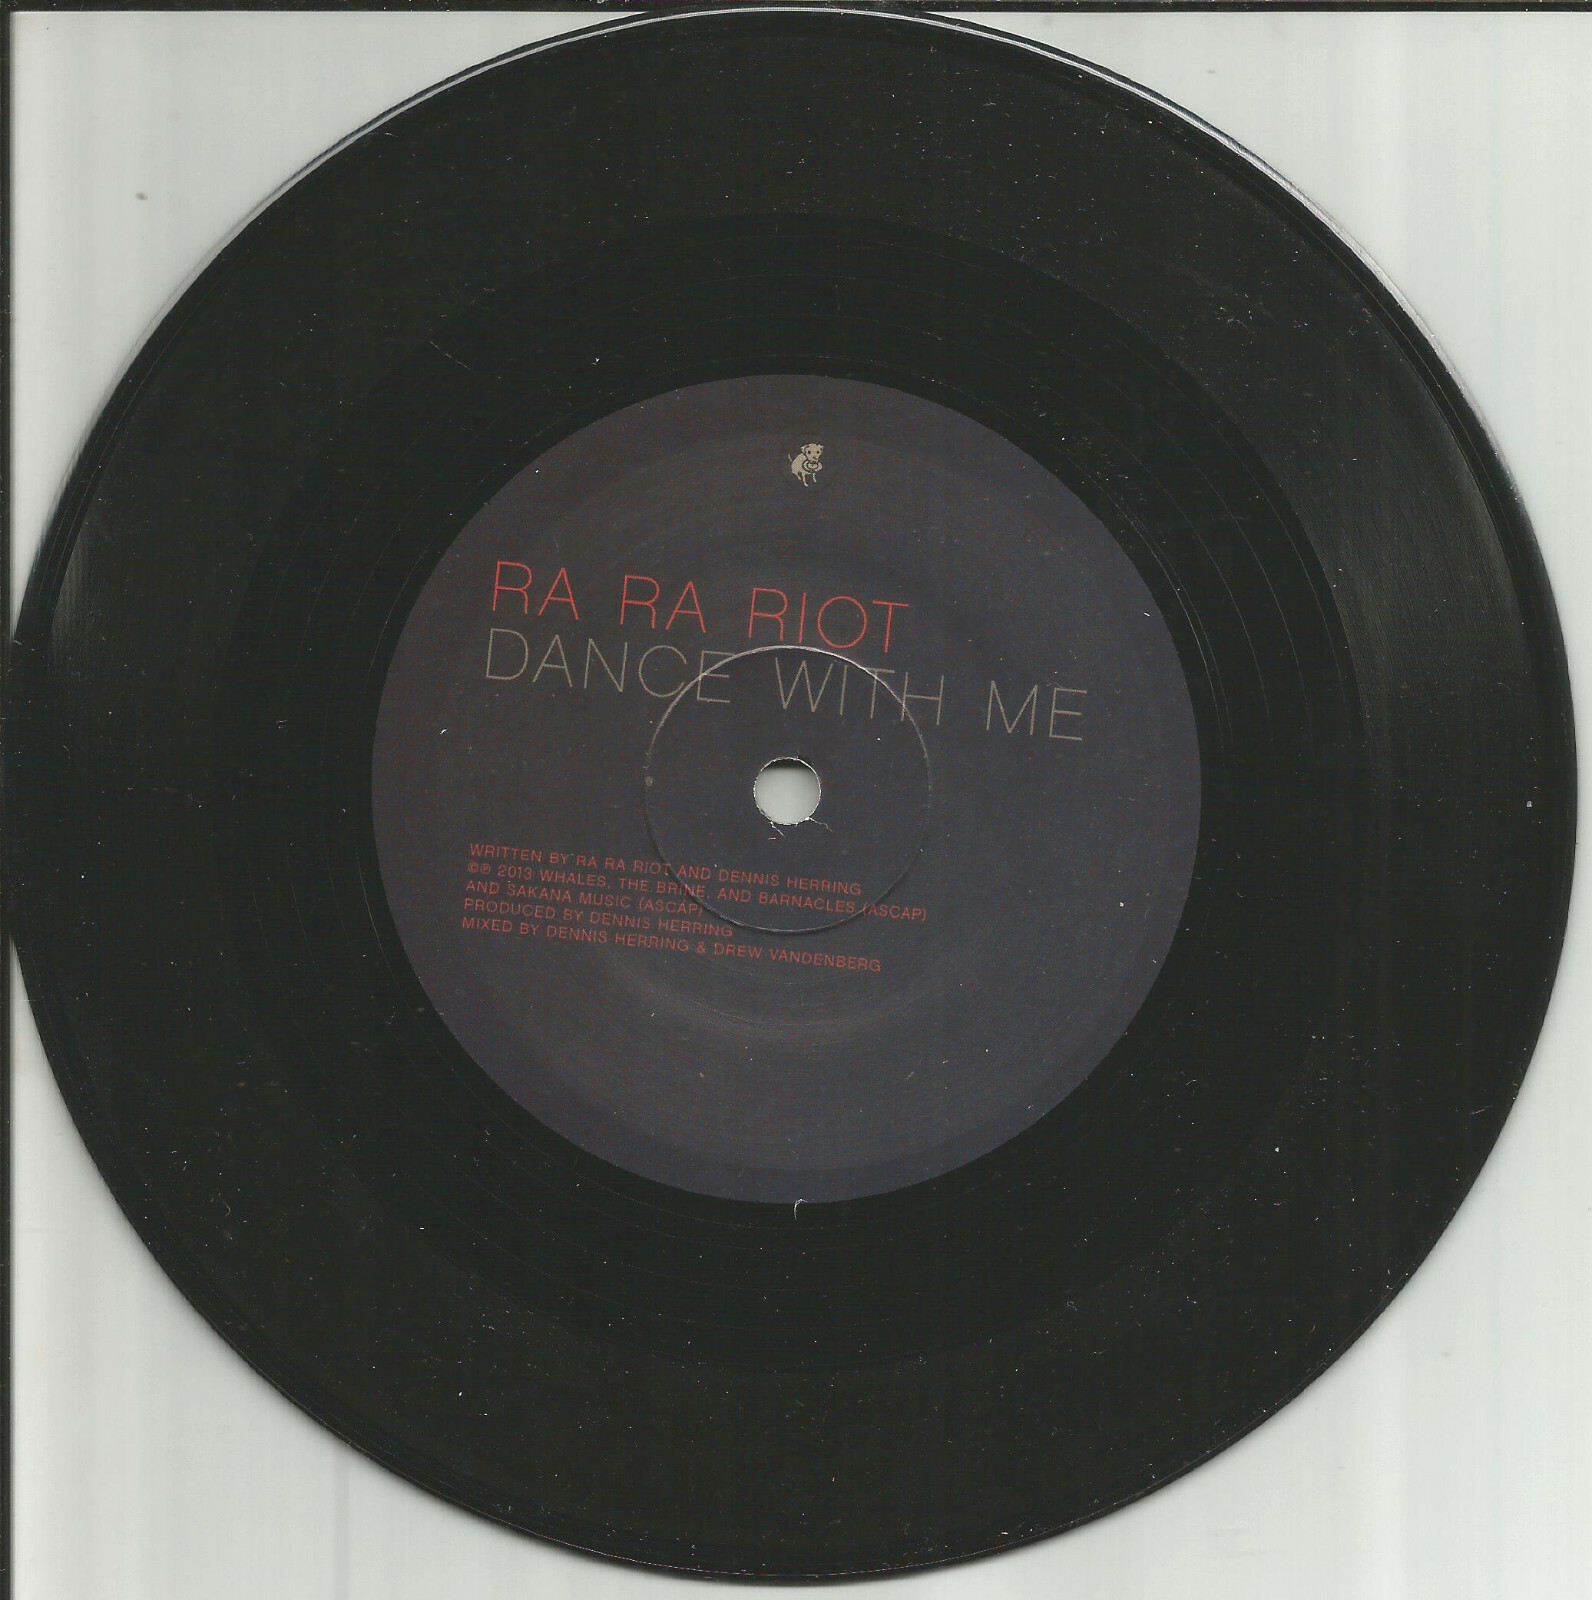 RA RA RIOT
DANCE WITH ME
WRITTEN BY RA RA RIOT AND DENNIS HERRING
©℗ 2013 WHALES, THE BRINE, AND BARNACLES (ASCAP)
AND SAKANA MUSIC (ASCAP)
PRODUCED BY DENNIS HERRING
MIXED BY DENNIS HERRING & DREW VANDENBERG